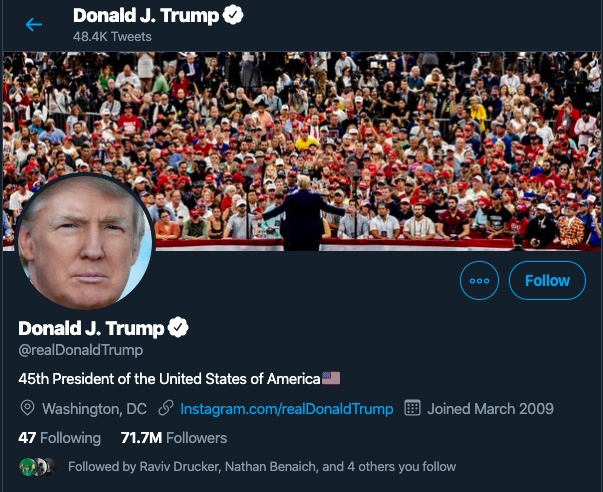 Donald J. Trump
48.4K Tweets
Follow
Donald J. Trump
@realDonaldTrump
45th President of the United States of America🇺🇸
Washington, DC Instagram.com/realDonaldTrump Joined March 2009
47 Following 71.7M Followers
Followed by Raviv Drucker, Nathan Benaich, and 4 others you follow